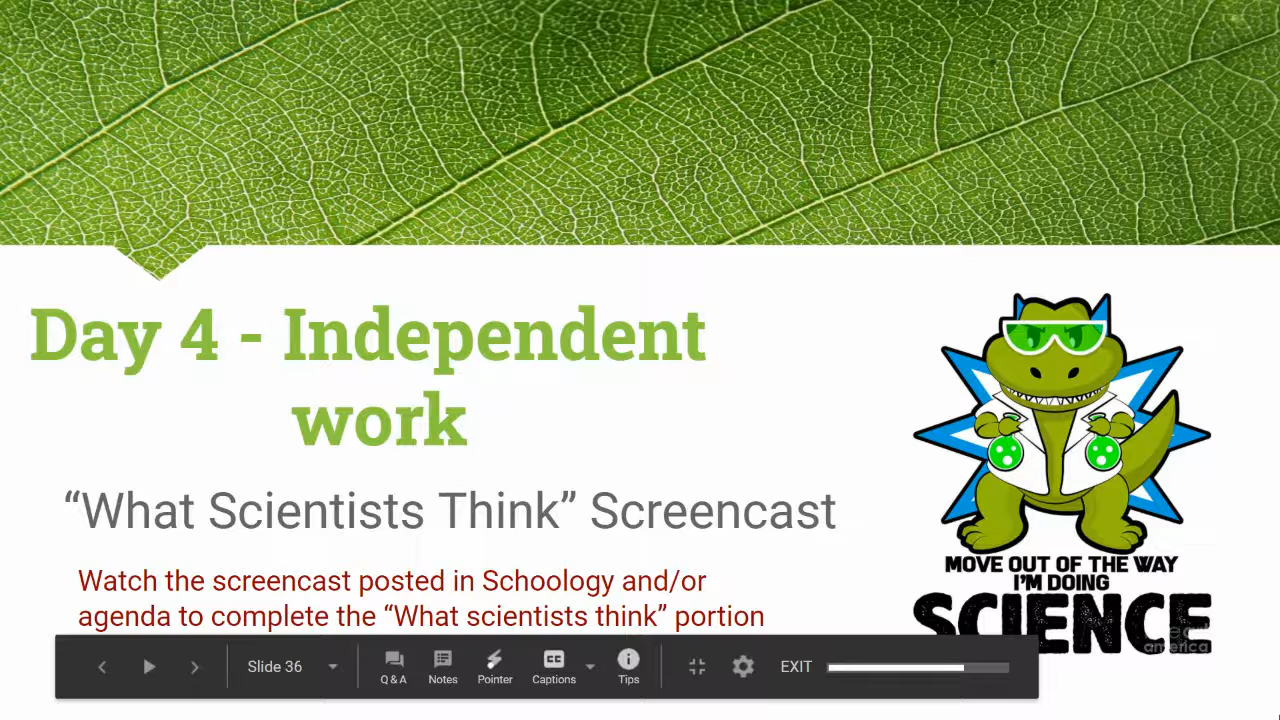 Day 4 - Independent
work
“What Scientists Think” Screencast
Watch the screencast posted in Schoology and/or
agenda to complete the “What scientists think” portion
MOVE OUT OF THE WAY
I'M DOING
SCIENCE
america
Slide 36
Q & A
Notes
Pointer
CC
Captions
Tips
EXIT